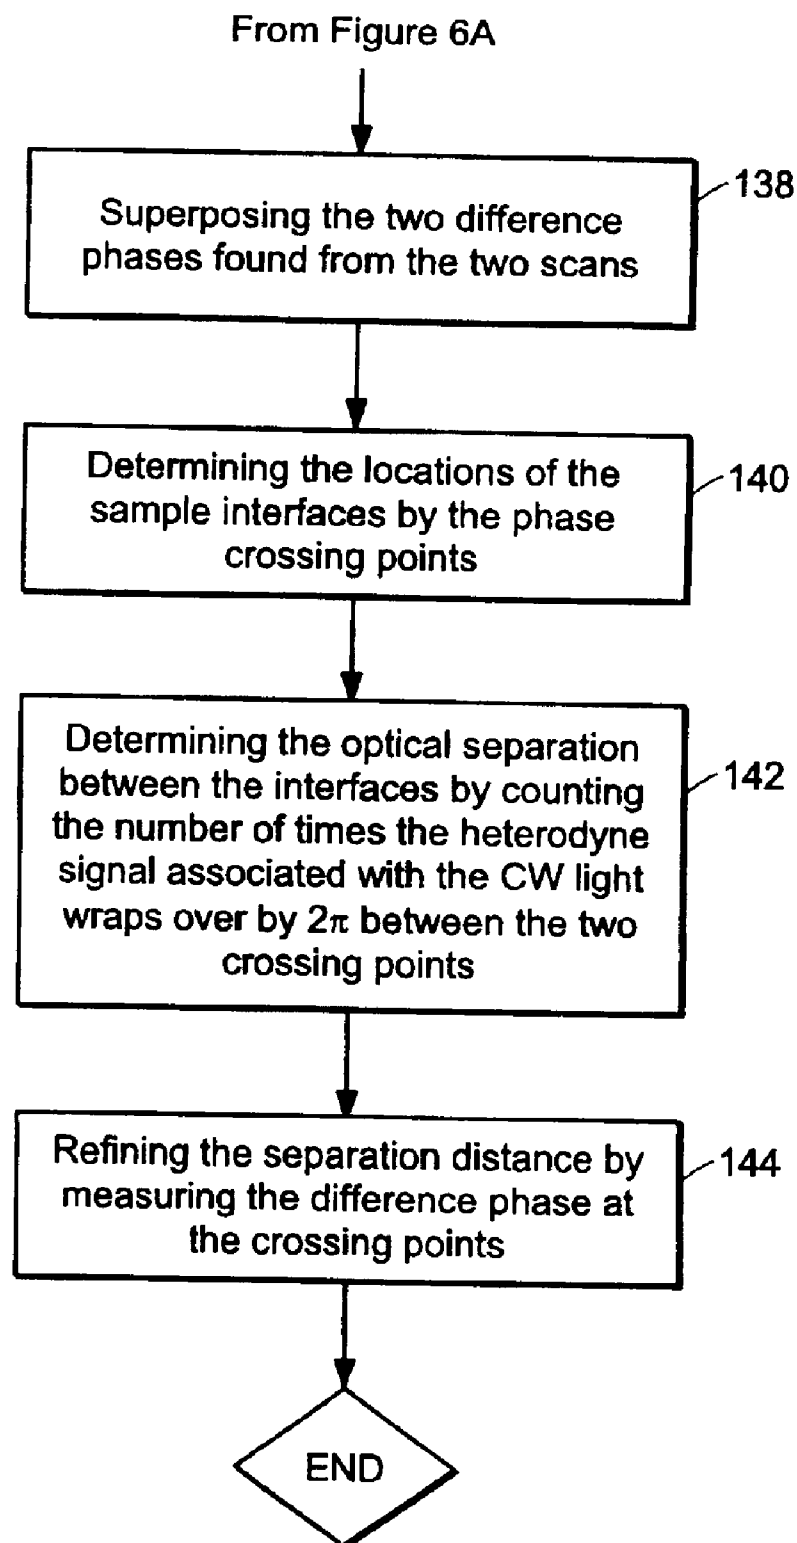 From Figure 6A
138
Superposing the two difference
phases found from the two scans
140
Determining the locations of the
sample interfaces by the phase
crossing points
142
Determining the optical separation
between the interfaces by counting
the number of times the heterodyne
signal associated with the CW light
wraps over by 2π between the two
crossing points
144
Refining the separation distance by
measuring the difference phase at
the crossing points
END